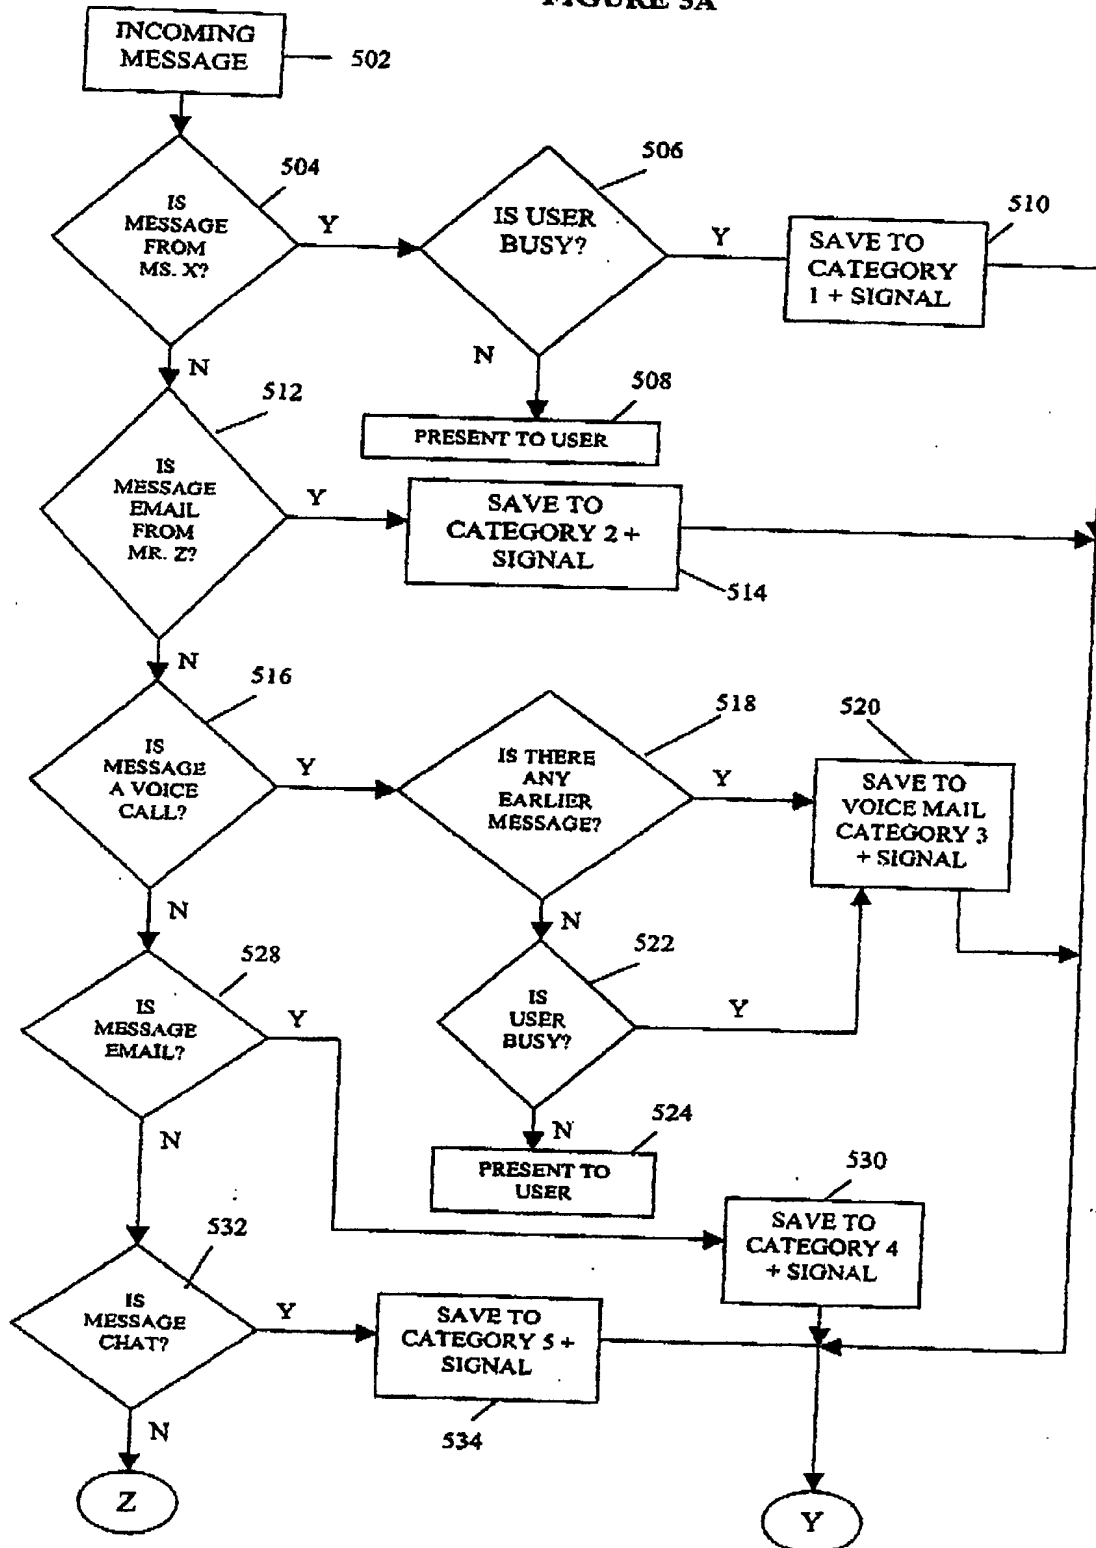 FIGURE 5A
INCOMING
MESSAGE
502
504
IS
MESSAGE
FROM
MS. X?
Y
506
IS USER
BUSY?
Y
510
SAVE TO
CATEGORY
1 + SIGNAL
N
N
508
PRESENT TO USER
512
IS
MESSAGE
EMAIL
FROM
MR. Z?
Y
SAVE TO
CATEGORY 2 +
SIGNAL
514
N
516
IS
MESSAGE
A VOICE
CALL?
Y
518
IS THERE
ANY
EARLIER
MESSAGE?
Y
520
SAVE TO
VOICE MAIL
CATEGORY 3
+ SIGNAL
N
N
522
IS
USER
BUSY?
Y
528
IS
MESSAGE
EMAIL?
Y
N
N
524
PRESENT TO
USER
530
SAVE TO
CATEGORY 4
+ SIGNAL
532
IS
MESSAGE
CHAT?
Y
SAVE TO
CATEGORY 5 +
SIGNAL
534
N
Z
Y